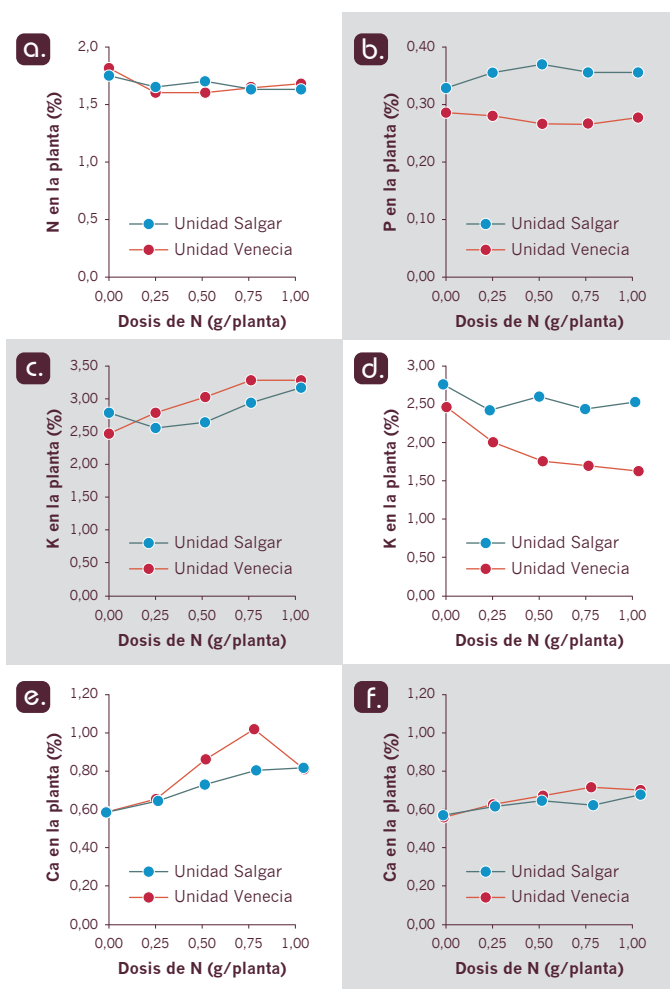 a.
N en la planta (%)
2,0
1,5
1,0
0,5
0,0
Unidad Salgar
Unidad Venecia
0,00 0,25 0,50 0,75 1,00
Dosis de N (g/planta)
b.
P en la planta (%)
0,40
0,30
0,20
0,10
0,00
Unidad Salgar
Unidad Venecia
0,00 0,25 0,50 0,75 1,00
Dosis de N (g/planta)
c.
K en la planta (%)
3,50
3,00
2,50
2,00
1,50
1,00
0,50
0,00
Unidad Salgar
Unidad Venecia
0,00 0,25 0,50 0,75 1,00
Dosis de N (g/planta)
d.
K en la planta (%)
3,00
2,50
2,00
1,50
1,00
0,50
0,00
Unidad Salgar
Unidad Venecia
0,00 0,25 0,50 0,75 1,00
Dosis de N (g/planta)
e.
Ca en la planta (%)
1,20
1,00
0,80
0,60
0,40
0,20
0,00
Unidad Salgar
Unidad Venecia
0,00 0,25 0,50 0,75 1,00
Dosis de N (g/planta)
f.
Ca en la planta (%)
1,20
1,00
0,80
0,60
0,40
0,20
0,00
Unidad Salgar
Unidad Venecia
0,00 0,25 0,50 0,75 1,00
Dosis de N (g/planta)